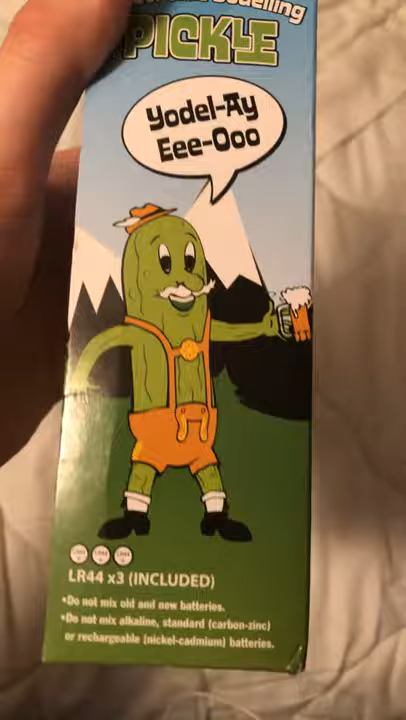 Yodelling
PICKLE
Yodel-Ay
Eee-Ooo
LR44 x3 (INCLUDED)
•Do not mix old and new batteries.
•Do not mix alkaline, standard (carbon-zinc)
or rechargeable (nickel-cadmium) batteries.